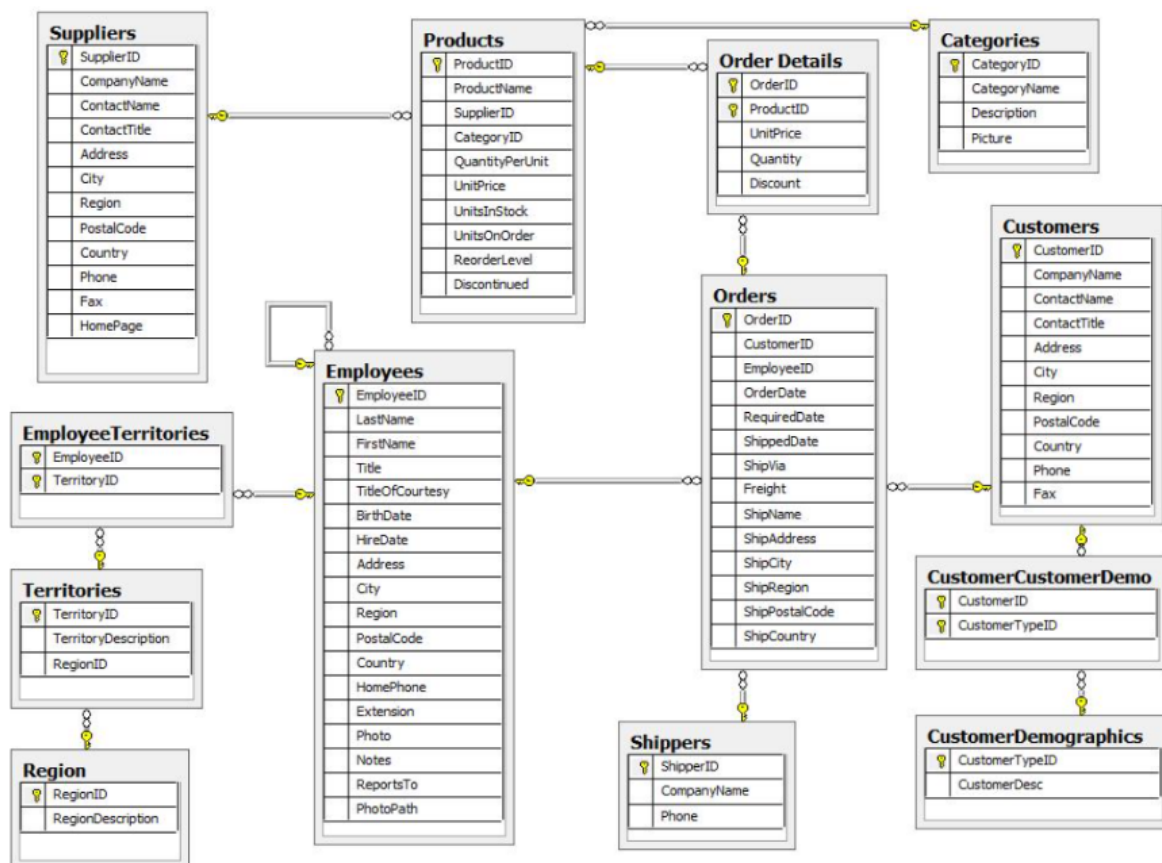 Suppliers
SupplierID
CompanyName
ContactName
ContactTitle
Address
City
Region
PostalCode
Country
Phone
Fax
HomePage
Products
ProductID
ProductName
SupplierID
CategoryID
QuantityPerUnit
UnitPrice
UnitsInStock
UnitsOnOrder
ReorderLevel
Discontinued
Order Details
OrderID
ProductID
UnitPrice
Quantity
Discount
Categories
CategoryID
CategoryName
Description
Picture
Customers
CustomerID
CompanyName
ContactName
ContactTitle
Address
City
Region
PostalCode
Country
Phone
Fax
Orders
OrderID
CustomerID
EmployeeID
OrderDate
RequiredDate
ShippedDate
ShipVia
Freight
ShipName
ShipAddress
ShipCity
ShipRegion
ShipPostalCode
ShipCountry
Employees
EmployeeID
LastName
FirstName
Title
TitleOfCourtesy
BirthDate
HireDate
Address
City
Region
PostalCode
Country
HomePhone
Extension
Photo
Notes
ReportsTo
PhotoPath
EmployeeTerritories
EmployeeID
TerritoryID
Territories
TerritoryID
TerritoryDescription
RegionID
Region
RegionID
RegionDescription
Shippers
ShipperID
CompanyName
Phone
CustomerCustomerDemo
CustomerID
CustomerTypeID
CustomerDemographics
CustomerTypeID
CustomerDesc